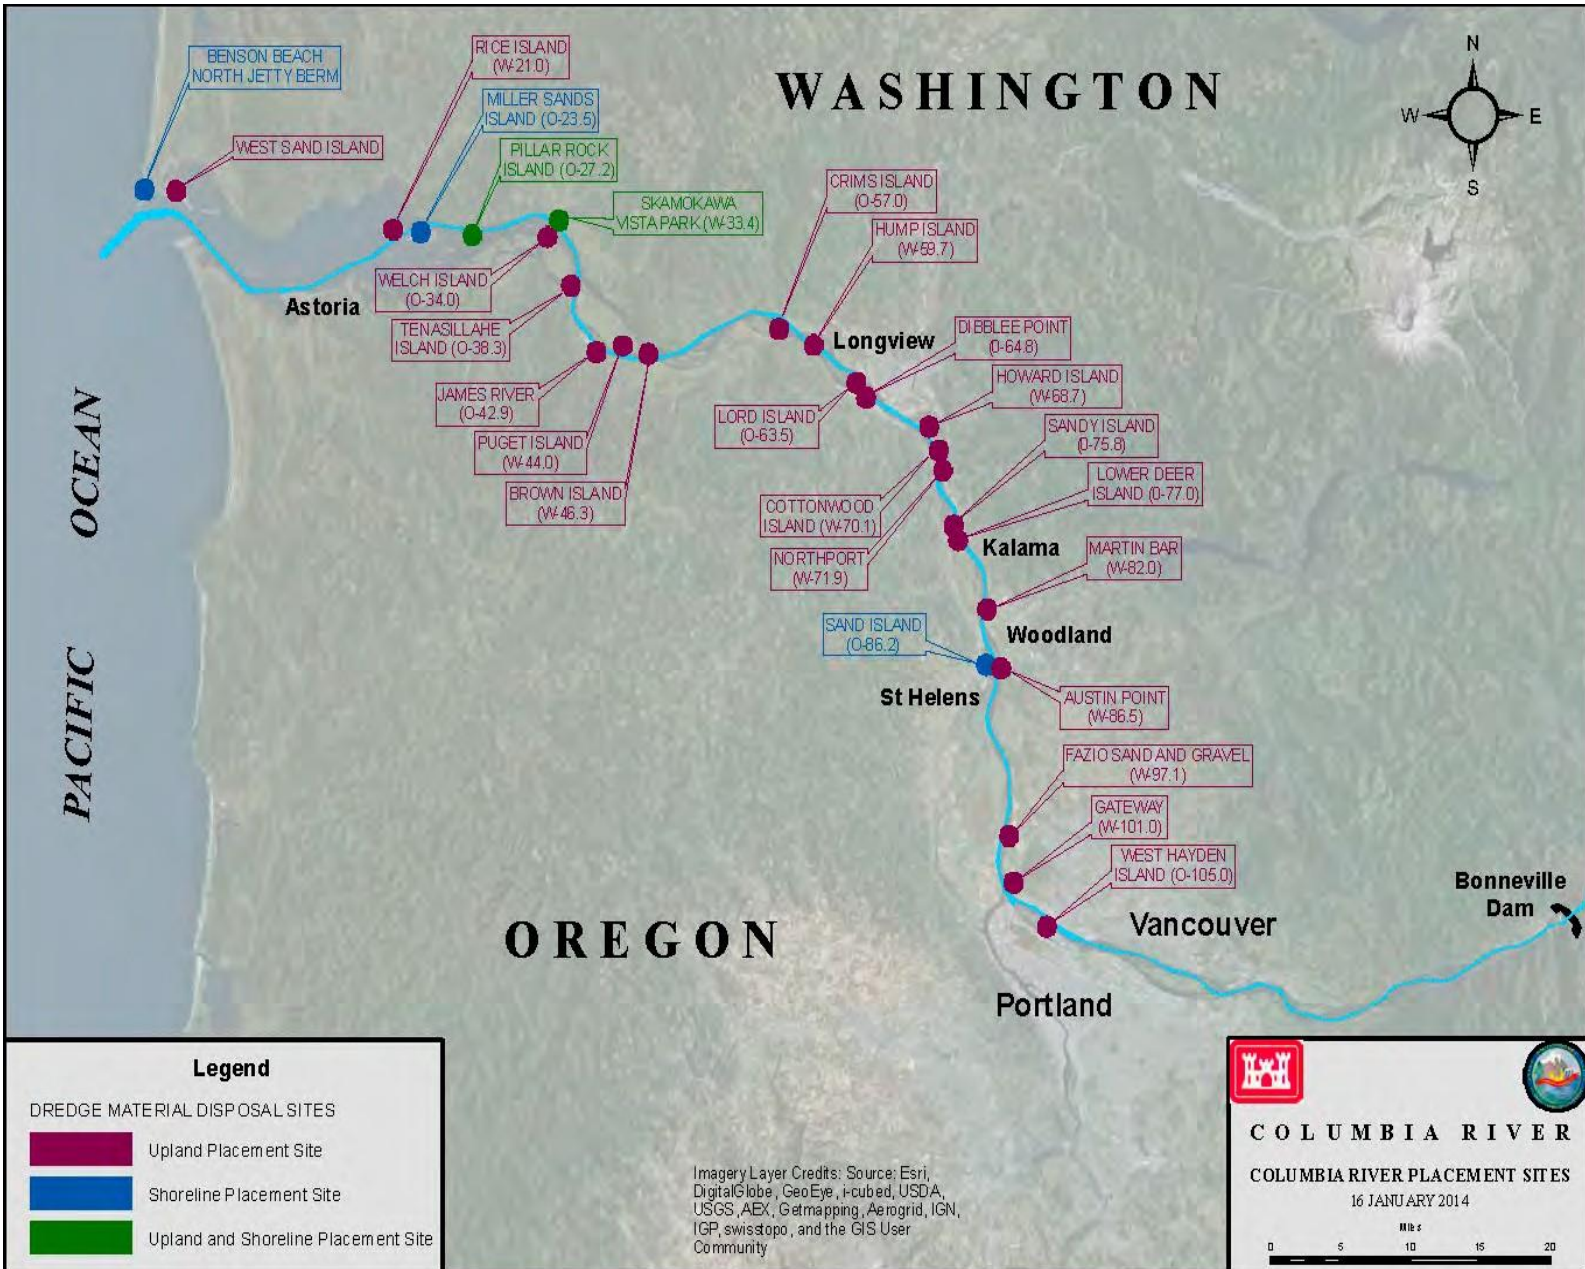 BENSON BEACH
NORTH JETTY BERM
RICE ISLAND
(W-21.0)
MILLER SANDS
ISLAND (O-23.5)
WEST SAND ISLAND
PILLAR ROCK
ISLAND (O-27.2)
SKAMOKAWA
VISTA PARK (W-33.4)
WASHINGTON
N
W
E
S
CRIMS ISLAND
(O-57.0)
HUMP ISLAND
(W-59.7)
WELCH ISLAND
(O-34.0)
Astoria
TENASILLAHE
ISLAND (O-38.3)
Longview
DIBBLEE POINT
(0-64.8)
JAMES RIVER
(O-42.9)
HOWARD ISLAND
(W-68.7)
LORD ISLAND
(O-63.5)
SANDY ISLAND
(0-75.8)
PUGET ISLAND
(W-44.0)
LOWER DEER
ISLAND (0-77.0)
BROWN ISLAND
(W-46.3)
COTTONWOOD
ISLAND (W-70.1)
NORTHPORT
(W-71.9)
Kalama
MARTIN BAR
(W-82.0)
PACIFIC OCEAN
SAND ISLAND
(O-86.2)
Woodland
St Helens
AUSTIN POINT
(W-86.5)
FAZIO SAND AND GRAVEL
(W-97.1)
GATEWAY
(W-101.0)
WEST HAYDEN
ISLAND (O-105.0)
Bonneville
Dam
OREGON
Vancouver
Portland
Legend
DREDGE MATERIAL DISPOSAL SITES
Upland Placement Site
Shoreline Placement Site
Upland and Shoreline Placement Site
Imagery Layer Credits: Source: Esri,
DigitalGlobe, GeoEye, i-cubed, USDA,
USGS, AEX, Getmapping, Aerogrid, IGN,
IGP, swisstopo, and the GIS User
Community
COLUMBIA RIVER
COLUMBIA RIVER PLACEMENT SITES
16 JANUARY 2014
Miles
0 5 10 15 20